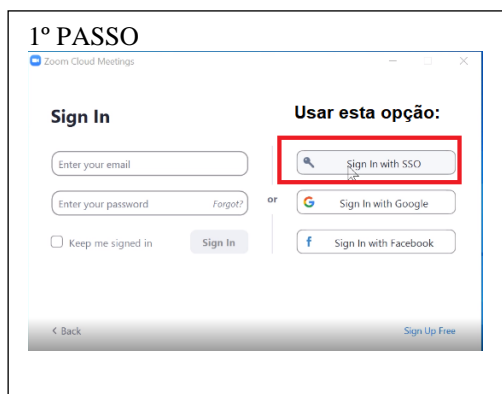 1º PASSO
Zoom Cloud Meetings
Sign In
Usar esta opção:
Enter your email
Sign In with SSO
Enter your password Forgot?
or
Sign In with Google
Keep me signed in
Sign In
Sign In with Facebook
< Back
Sign Up Free